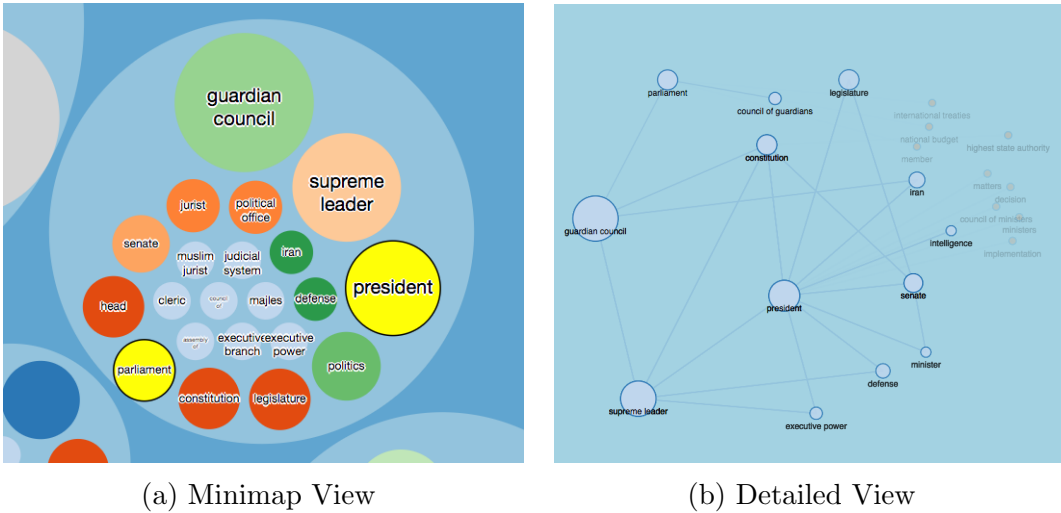 guardian
council
supreme
leader
jurist
political
office
senate
muslim
jurist
judicial
system
iran
president
head
cleric
council
of
majles
defense
assembly
of
executive
branch
executive
power
parliament
politics
constitution
legislature
parliament
legislature
council of guardians
international treaties
national budget
highest state authority
constitution
member
iran
matters
decision
guardian council
council of ministers
ministers
intelligence
implementation
president
senate
minister
defense
supreme leader
executive power
(a) Minimap View
(b) Detailed View